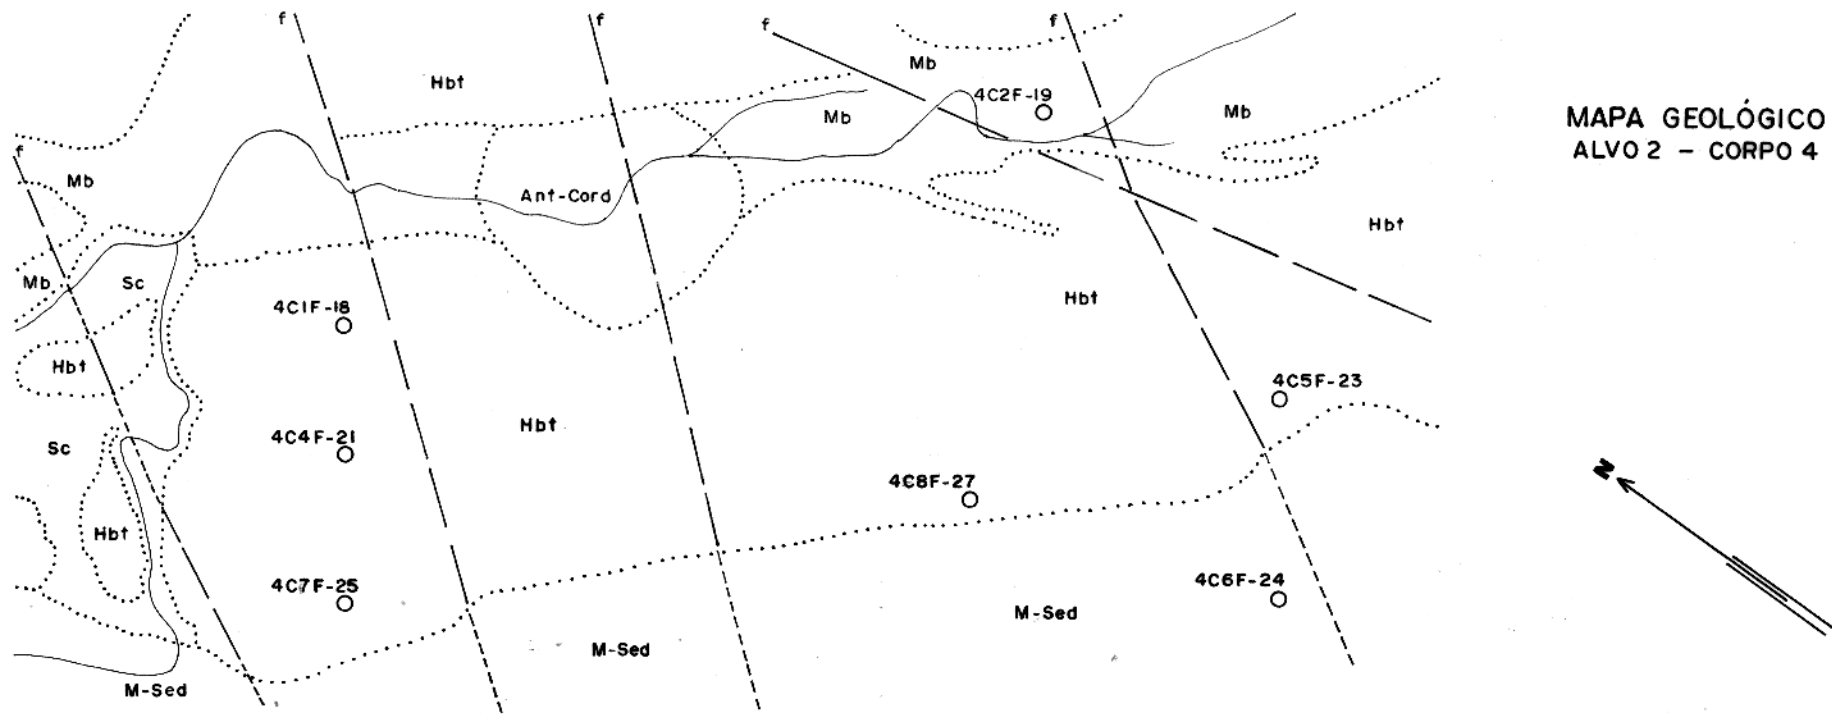 f
f
f
f
Mb
Hbt
4C2F-19
Mb
Mb
MAPA GEOLÓGICO
ALVO 2 - CORPO 4
f
Mb
Ant-Cord
Hbt
Mb
Sc
4C1F-18
Hbt
Hbt
4C5F-23
Sc
4C4F-21
Hbt
4C8F-27
N
Hbt
4C7F-25
4C6F-24
M-Sed
M-Sed
M-Sed